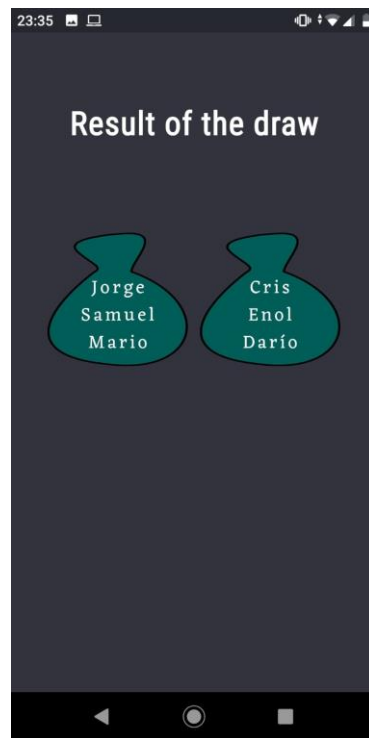 23:35
Result of the draw
Jorge
Samuel
Mario
Cris
Enol
Darío